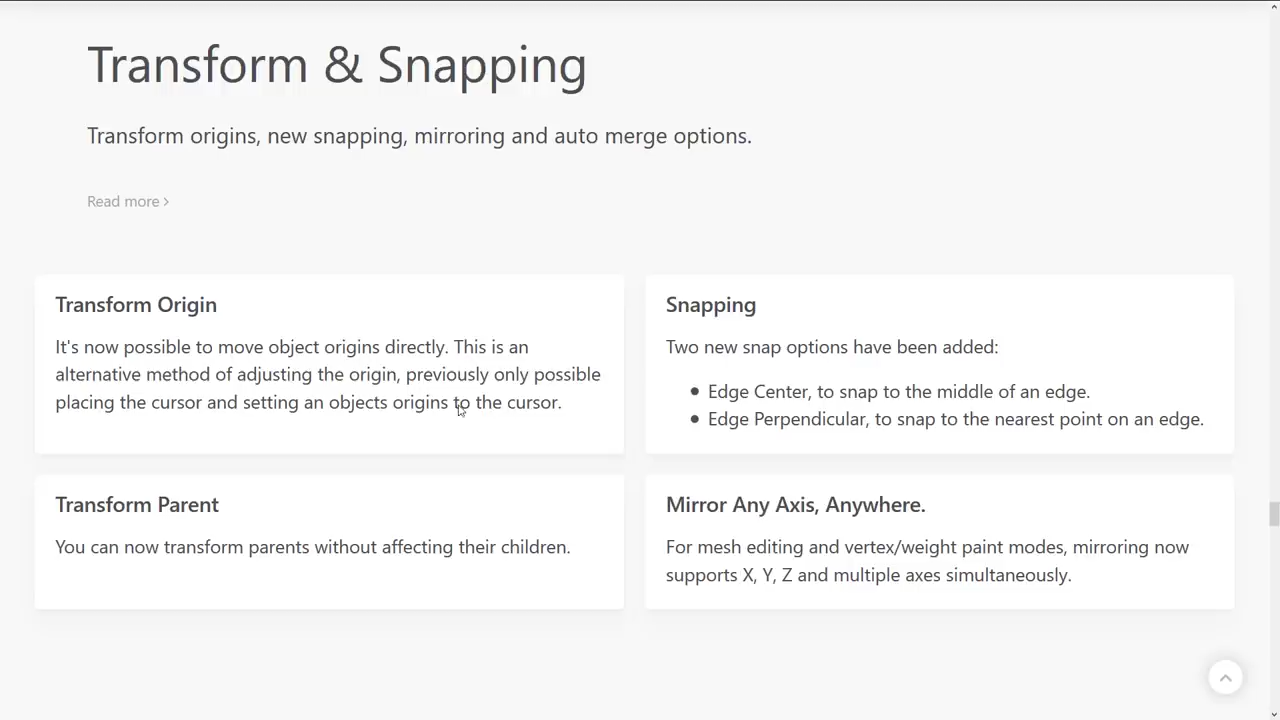 Transform & Snapping
Transform origins, new snapping, mirroring and auto merge options.
Read more ›
Transform Origin
It's now possible to move object origins directly. This is an
alternative method of adjusting the origin, previously only possible
placing the cursor and setting an objects origins to the cursor.
Snapping
Two new snap options have been added:
• Edge Center, to snap to the middle of an edge.
• Edge Perpendicular, to snap to the nearest point on an edge.
Transform Parent
You can now transform parents without affecting their children.
Mirror Any Axis, Anywhere.
For mesh editing and vertex/weight paint modes, mirroring now
supports X, Y, Z and multiple axes simultaneously.